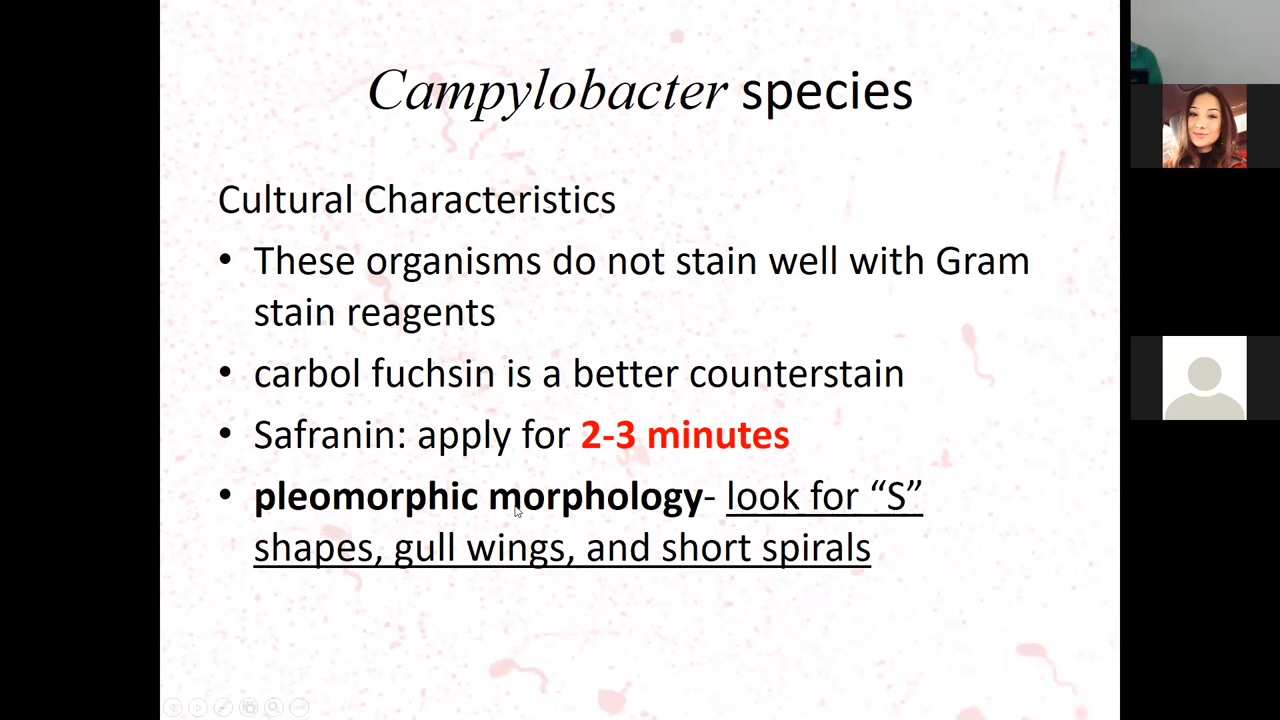 Campylobacter species
Cultural Characteristics
• These organisms do not stain well with Gram
stain reagents
• carbol fuchsin is a better counterstain
• Safranin: apply for 2-3 minutes
• pleomorphic morphology- look for “S”
shapes, gull wings, and short spirals